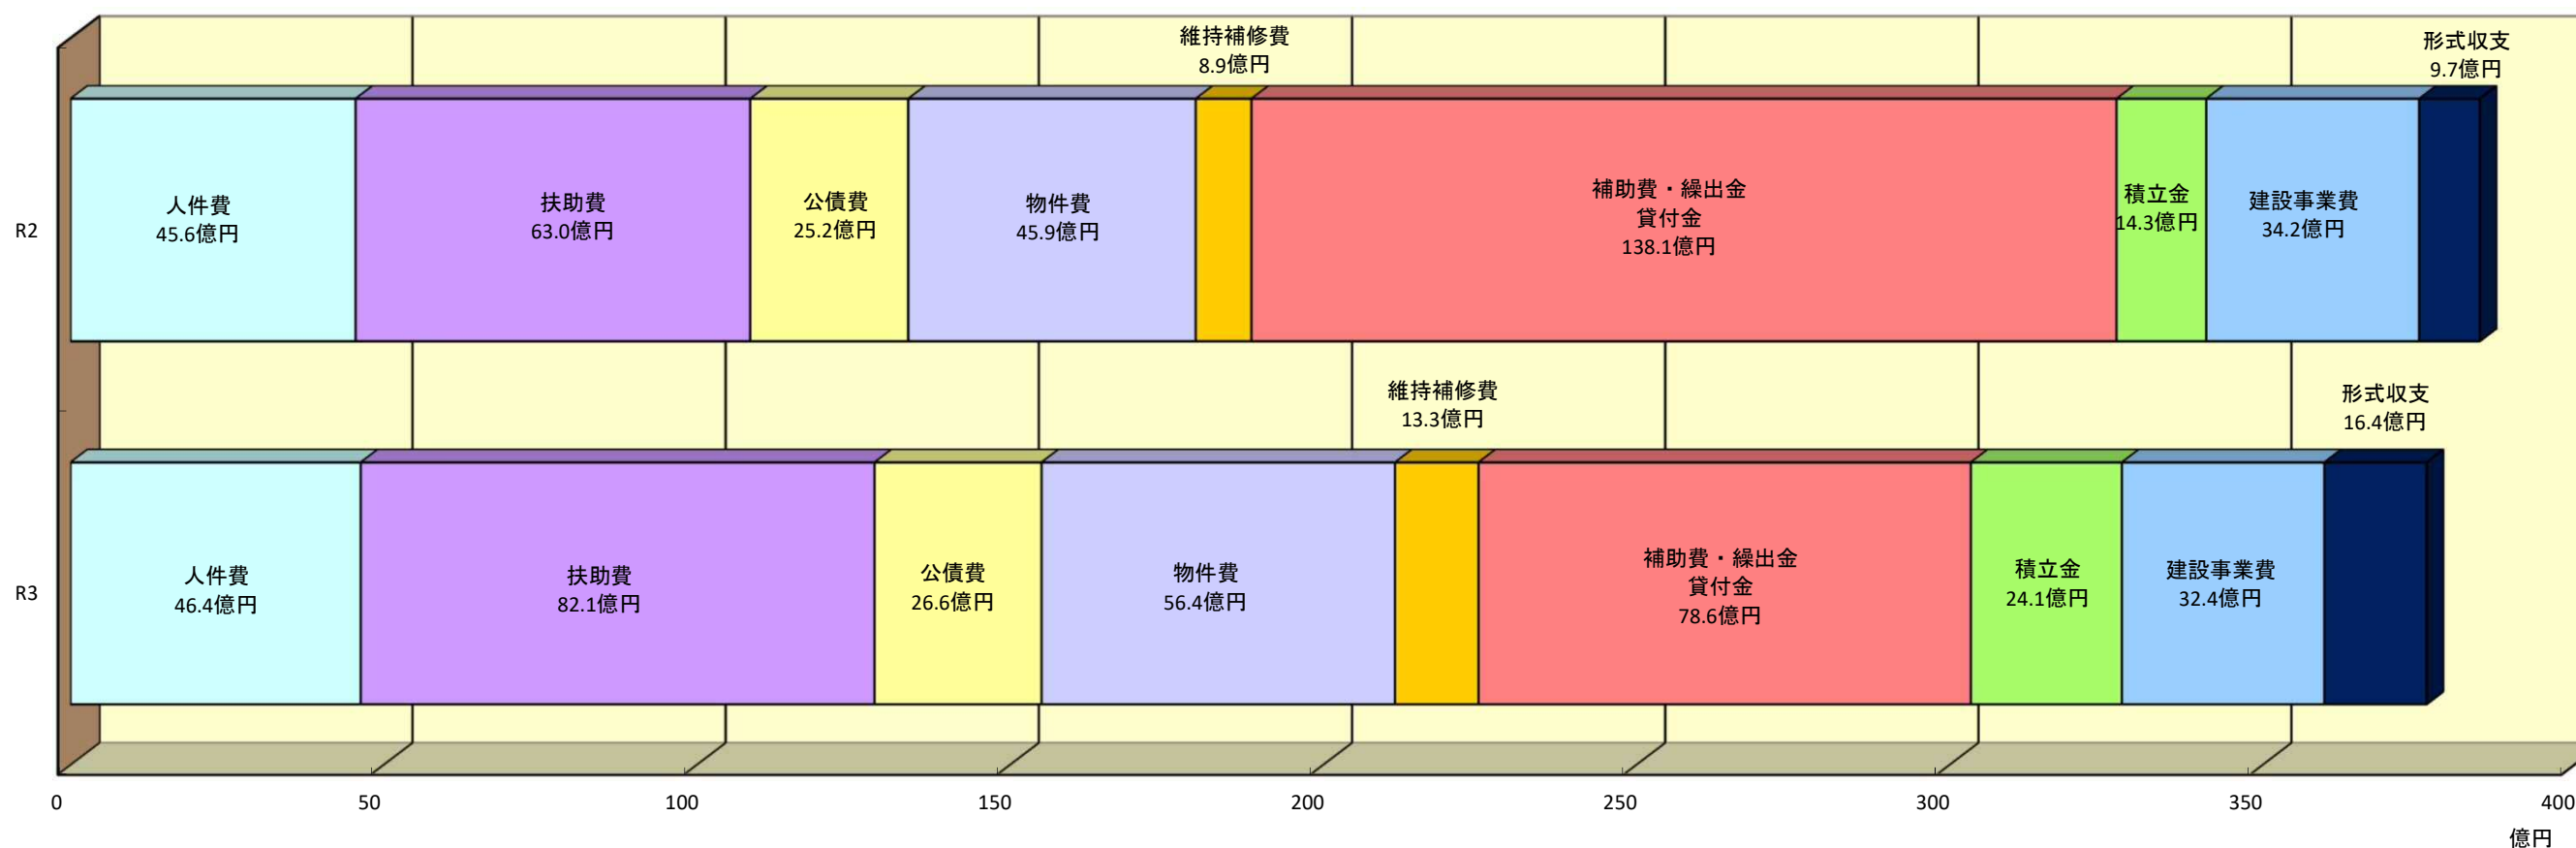 維持補修費
8.9億円
形式収支
9.7億円
R2
人件費
45.6億円
扶助費
63.0億円
公債費
25.2億円
物件費
45.9億円
補助費・繰出金
貸付金
138.1億円
積立金
14.3億円
建設事業費
34.2億円
維持補修費
13.3億円
形式収支
16.4億円
R3
人件費
46.4億円
扶助費
82.1億円
公債費
26.6億円
物件費
56.4億円
補助費・繰出金
貸付金
78.6億円
積立金
24.1億円
建設事業費
32.4億円
0 50 100 150 200 250 300 350 400
億円